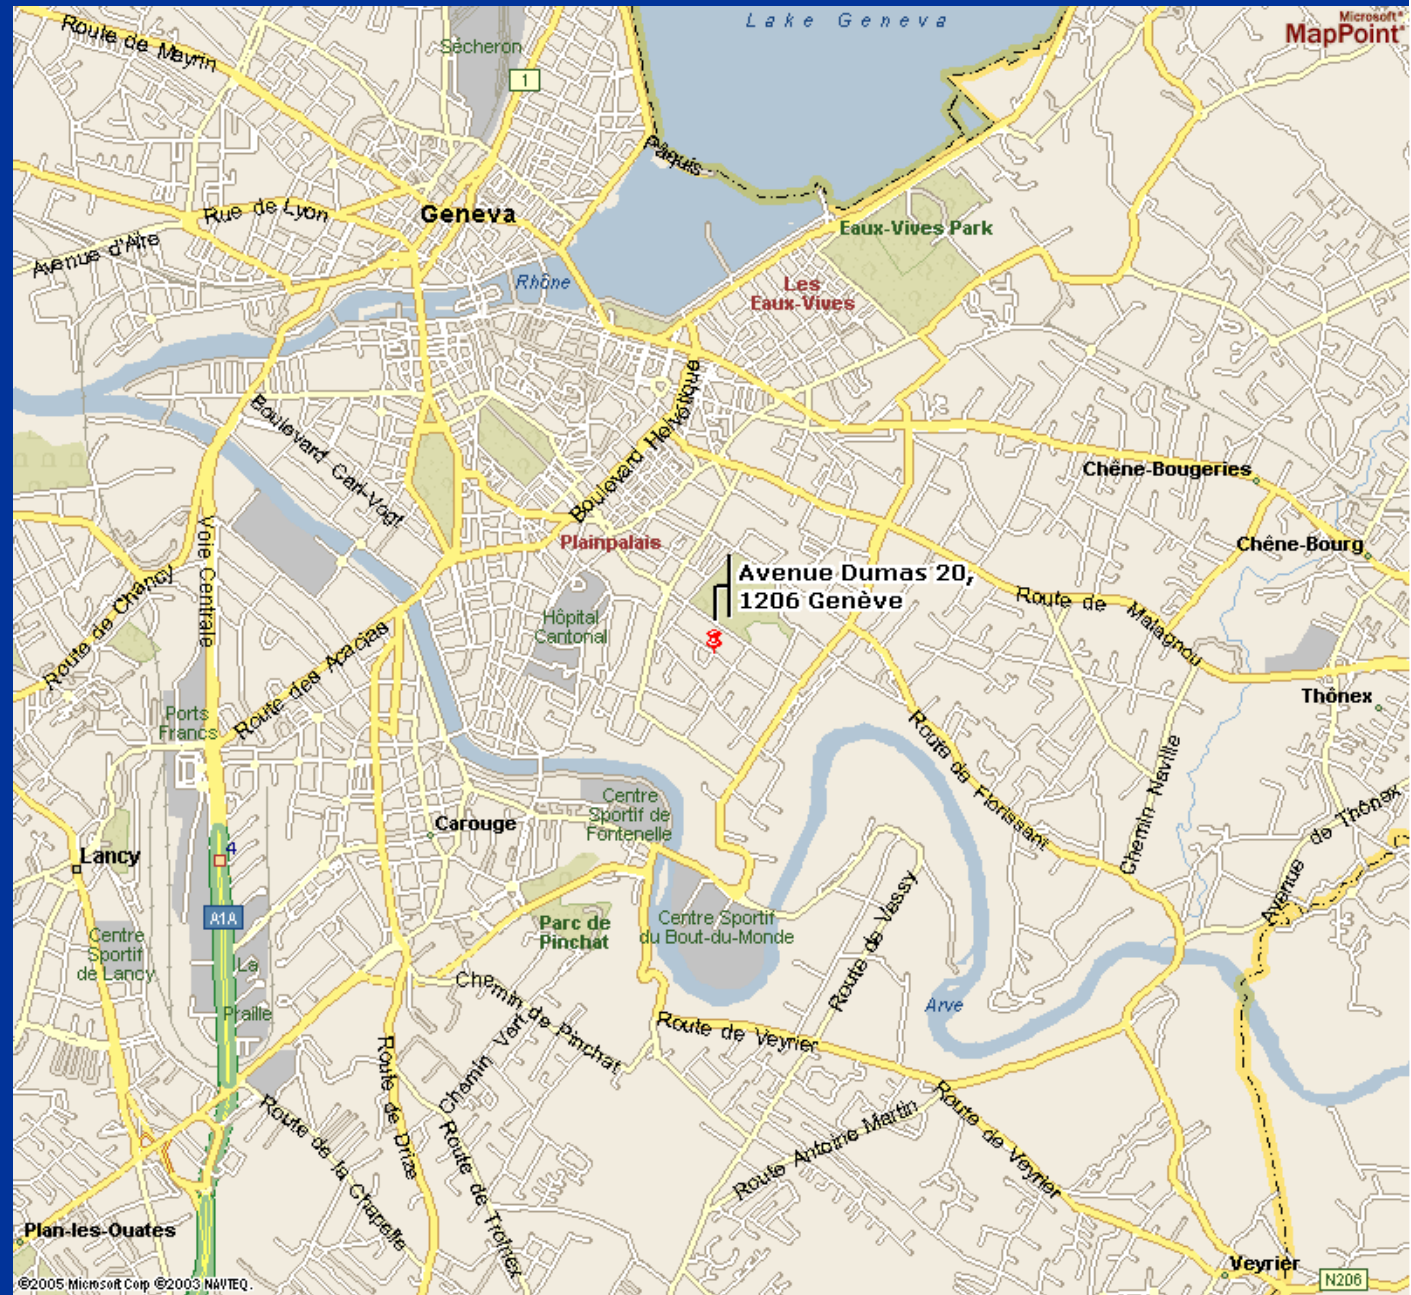 Lake Geneva
Microsoft®
MapPoint®
Route de Meyrin
Sécheron
1
Pâquis
Rue de Lyon
Geneva
Eaux-Vives Park
Avenue d'Aïre
Rhône
Les
Eaux-Vives
Boulevard Helvétique
Boulevard Carl-Vogt
Chêne-Bougeries
Voie Centrale
Plainpalais
Chêne-Bourg
Avenue Dumas 20,
1206 Genève
Route de Chancy
Hôpital
Cantonal
Route de Malagnou
Route des Acacias
Thônex
Ports
Francs
Route de Florissant
Chemin Naville
Centre
Sportif de
Fontenelle
Avenue de Thônex
Carouge
Lancy
4
A1A
Parc de
Pinchat
Centre Sportif
du Bout-du-Monde
Route de Vessy
Centre
Sportif
de Lancy
La
Praille
Chemin de Pinchat
Arve
Chemin Vert
Route de Veyrier
Route de Drize
Route de la Chapelle
Route de Troinex
Route Antoine Martin
Route de Veyrier
Plan-les-Ouates
Veyrier
N206
©2005 Microsoft Corp ©2003 NAVTEQ.